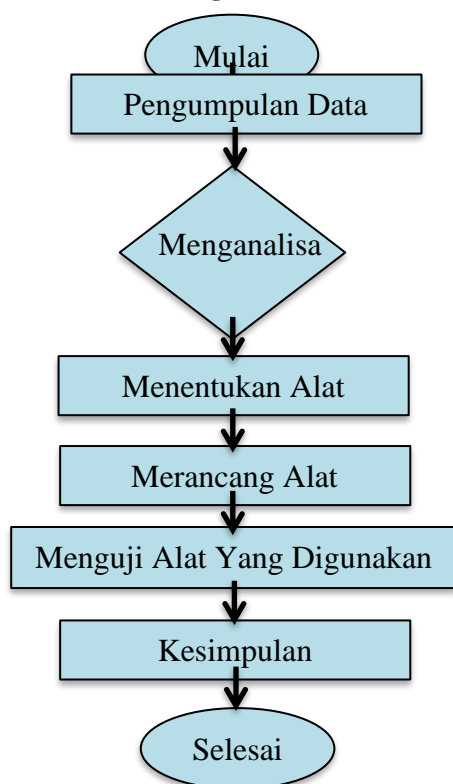 Mulai
Pengumpulan Data
Menganalisa
Menentukan Alat
Merancang Alat
Menguji Alat Yang Digunakan
Kesimpulan
Selesai